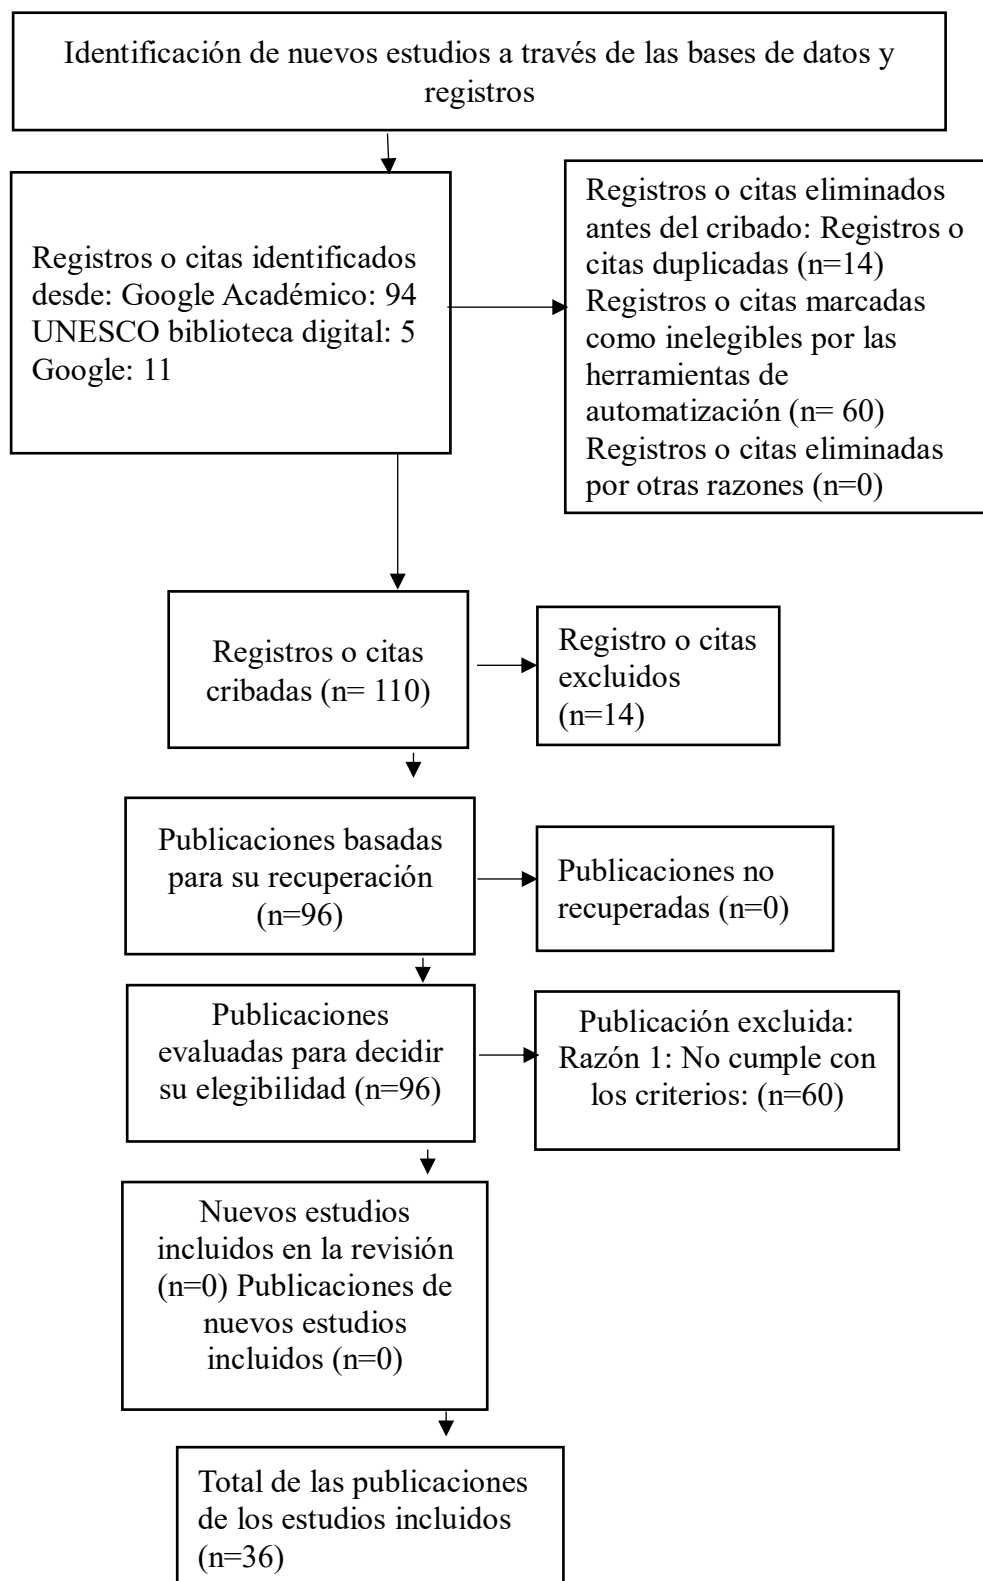 Identificación de nuevos estudios a través de las bases de datos y
registros
Registros o citas identificados
desde: Google Académico: 94
UNESCO biblioteca digital: 5
Google: 11
Registros o citas eliminados
antes del cribado: Registros o
citas duplicadas (n=14)
Registros o citas marcadas
como inelegibles por las
herramientas de
automatización (n= 60)
Registros o citas eliminadas
por otras razones (n=0)
Registros o citas
cribadas (n= 110)
Registro o citas
excluidos
(n=14)
Publicaciones basadas
para su recuperación
(n=96)
Publicaciones no
recuperadas (n=0)
Publicaciones
evaluadas para decidir
su elegibilidad (n=96)
Publicación excluida:
Razón 1: No cumple con
los criterios: (n=60)
Nuevos estudios
incluidos en la revisión
(n=0) Publicaciones de
nuevos estudios
incluidos (n=0)
Total de las publicaciones
de los estudios incluidos
(n=36)